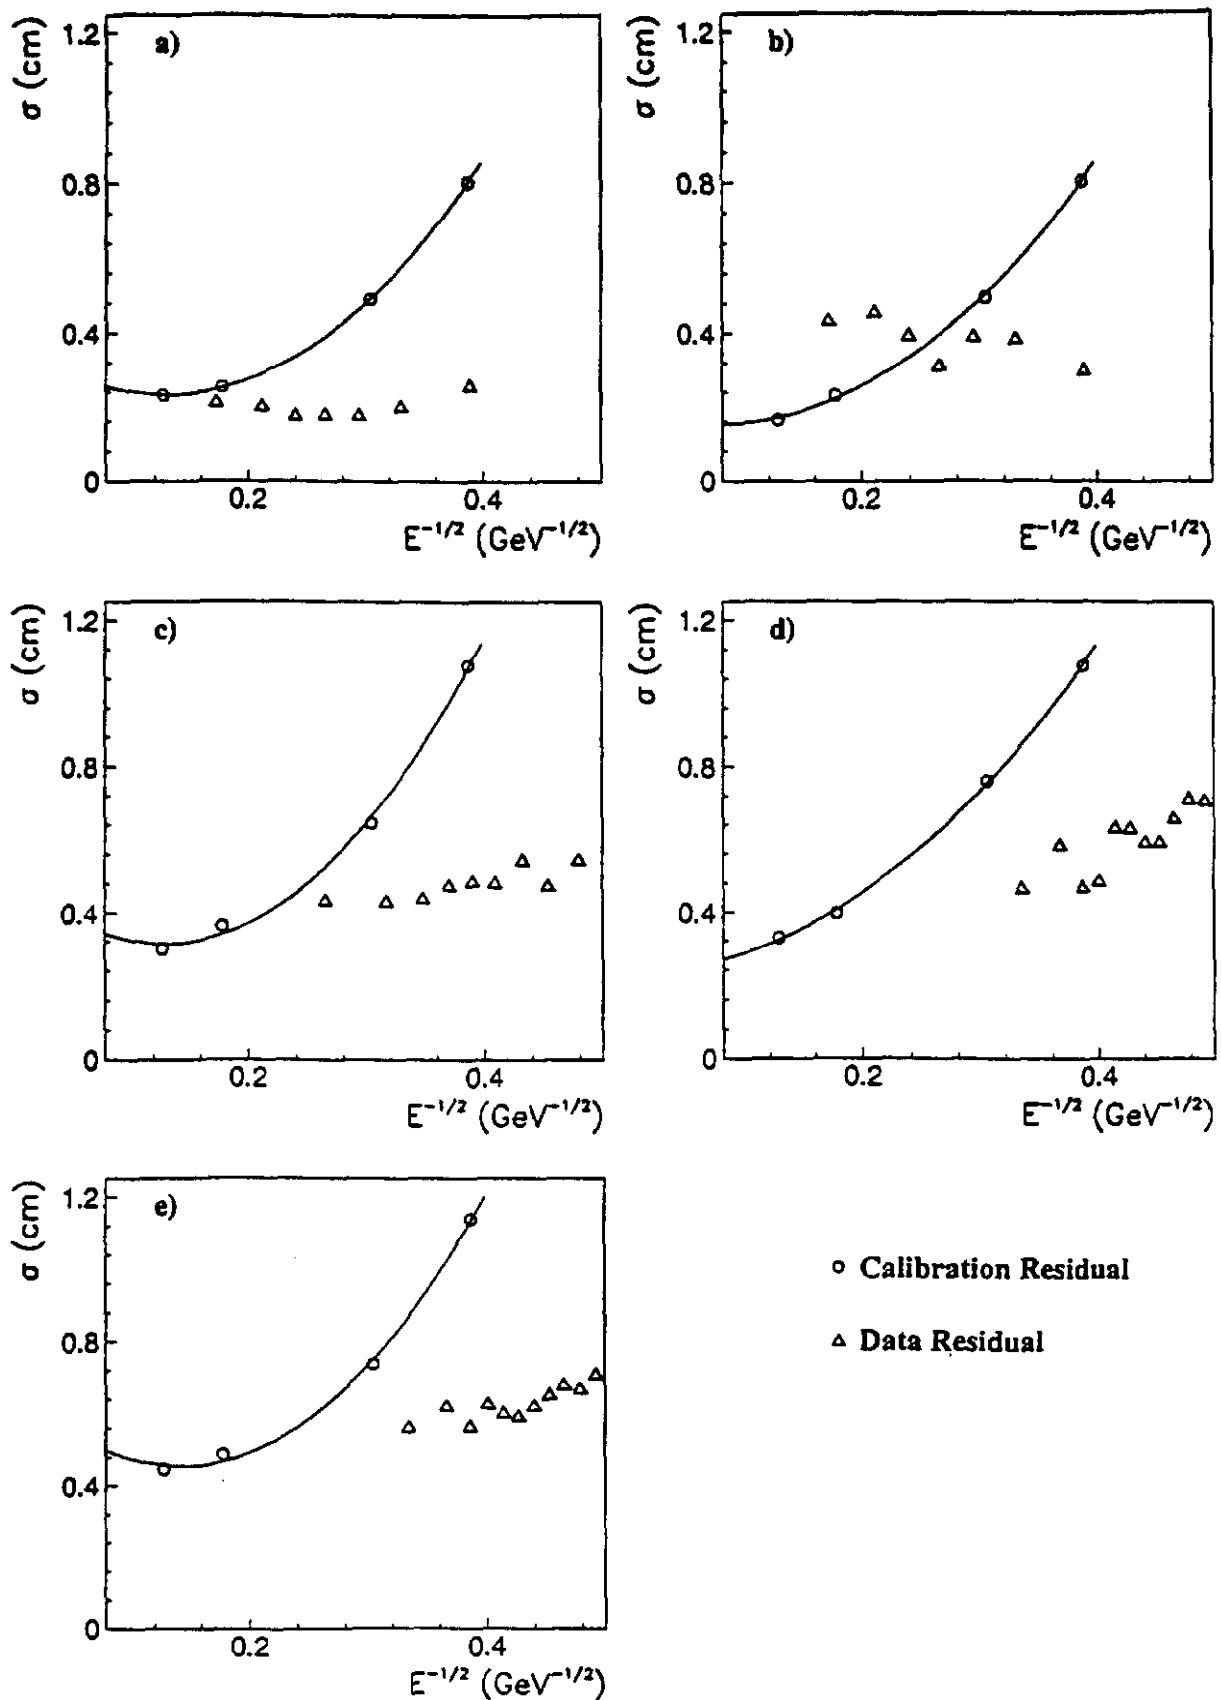 a)
σ (cm)
1.2
0.8
0.4
0
0.2
0.4
E⁻¹/² (GeV⁻¹/²)
b)
σ (cm)
1.2
0.8
0.4
0
0.2
0.4
E⁻¹/² (GeV⁻¹/²)
c)
σ (cm)
1.2
0.8
0.4
0
0.2
0.4
E⁻¹/² (GeV⁻¹/²)
d)
σ (cm)
1.2
0.8
0.4
0
0.2
0.4
E⁻¹/² (GeV⁻¹/²)
e)
σ (cm)
1.2
0.8
0.4
0
0.2
0.4
E⁻¹/² (GeV⁻¹/²)
Calibration Residual
Data Residual